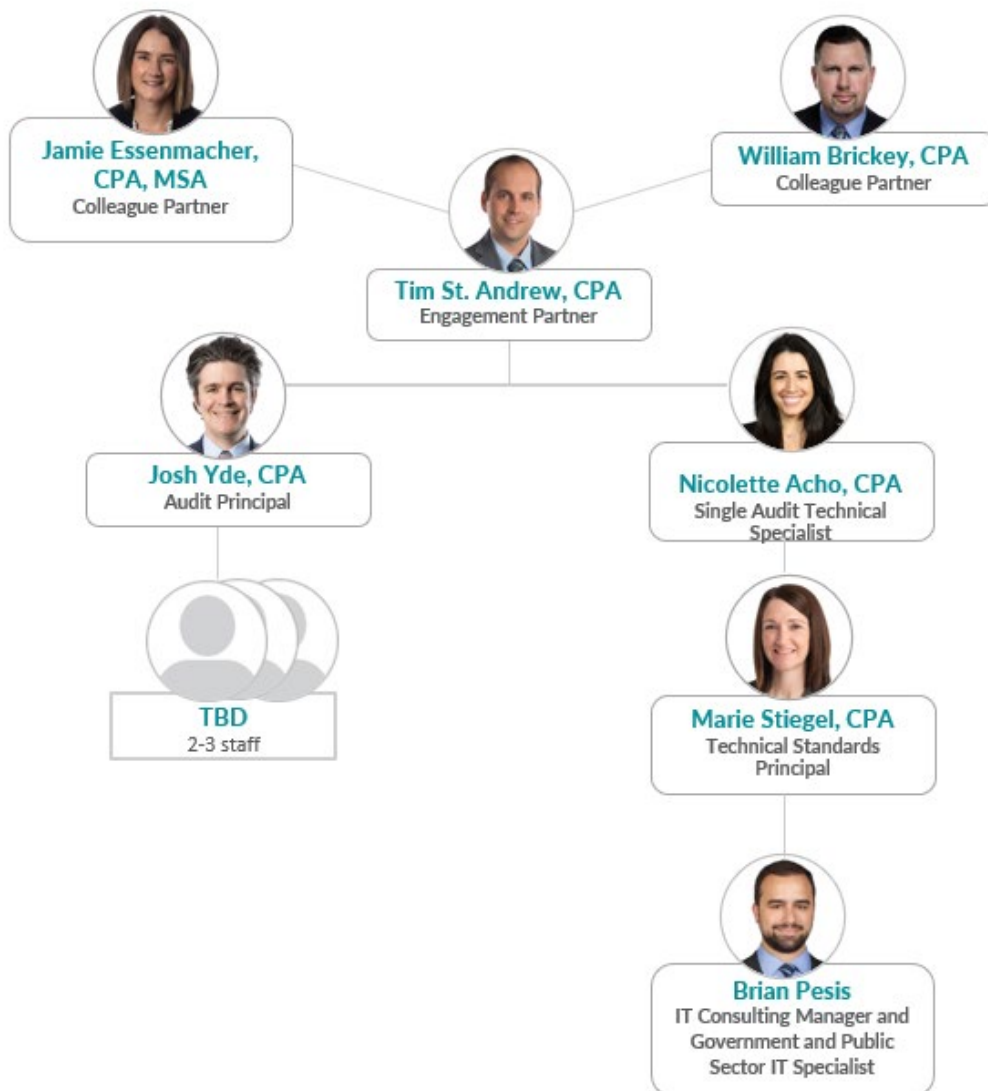 Jamie Essenmacher,
CPA, MSA
Colleague Partner
William Brickey, CPA
Colleague Partner
Tim St. Andrew, CPA
Engagement Partner
Josh Yde, CPA
Audit Principal
Nicolette Acho, CPA
Single Audit Technical
Specialist
TBD
2-3 staff
Marie Stiegel, CPA
Technical Standards
Principal
Brian Pesis
IT Consulting Manager and
Government and Public
Sector IT Specialist